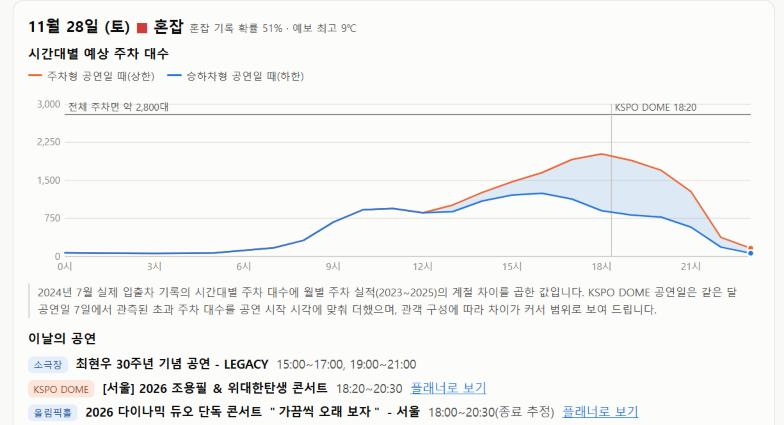 11월 28일 (토) 혼잡 혼잡 기록 확률 51% · 예보 최고 9℃
시간대별 예상 주차 대수
주차형 공연일 때(상한) 승하차형 공연일 때(하한)
3,000 전체 주차면 약 2,800대 KSPO DOME 18:20
2,250
1,500
750
0
0시 3시 6시 9시 12시 15시 18시 21시
2024년 7월 실제 입출차 기록의 시간대별 주차 대수에 월별 주차 실적(2023~2025)의 계절 차이를 곱한 값입니다. KSPO DOME 공연일은 같은 달
공연일 7일에서 관측된 초과 주차 대수를 공연 시작 시각에 맞춰 더했으며, 관객 구성에 따라 차이가 커서 범위로 보여 드립니다.
이날의 공연
소극장 최현우 30주년 기념 공연 - LEGACY 15:00~17:00, 19:00~21:00
KSPO DOME [서울] 2026 조용필 & 위대한탄생 콘서트 18:20~20:30 플래너로 보기
올림픽홀 2026 다이나믹 듀오 단독 콘서트 "가끔씩 오래 보자" - 서울 18:00~20:30(종료 추정) 플래너로 보기